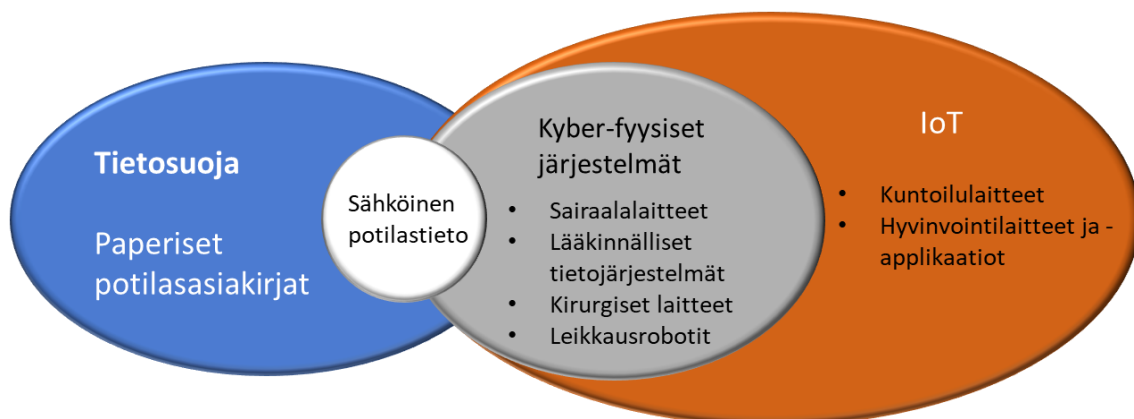 Tietosuoja
Paperiset
potilasasiakirjat
Sähköinen
potilastieto
Kyber-fyysiset
järjestelmät
• Sairaalalaitteet
• Lääkinnälliset
tietojärjestelmät
• Kirurgiset laitteet
• Leikkausrobotit
IoT
• Kuntoilulaitteet
• Hyvinvointilaitteet ja -
applikaatiot